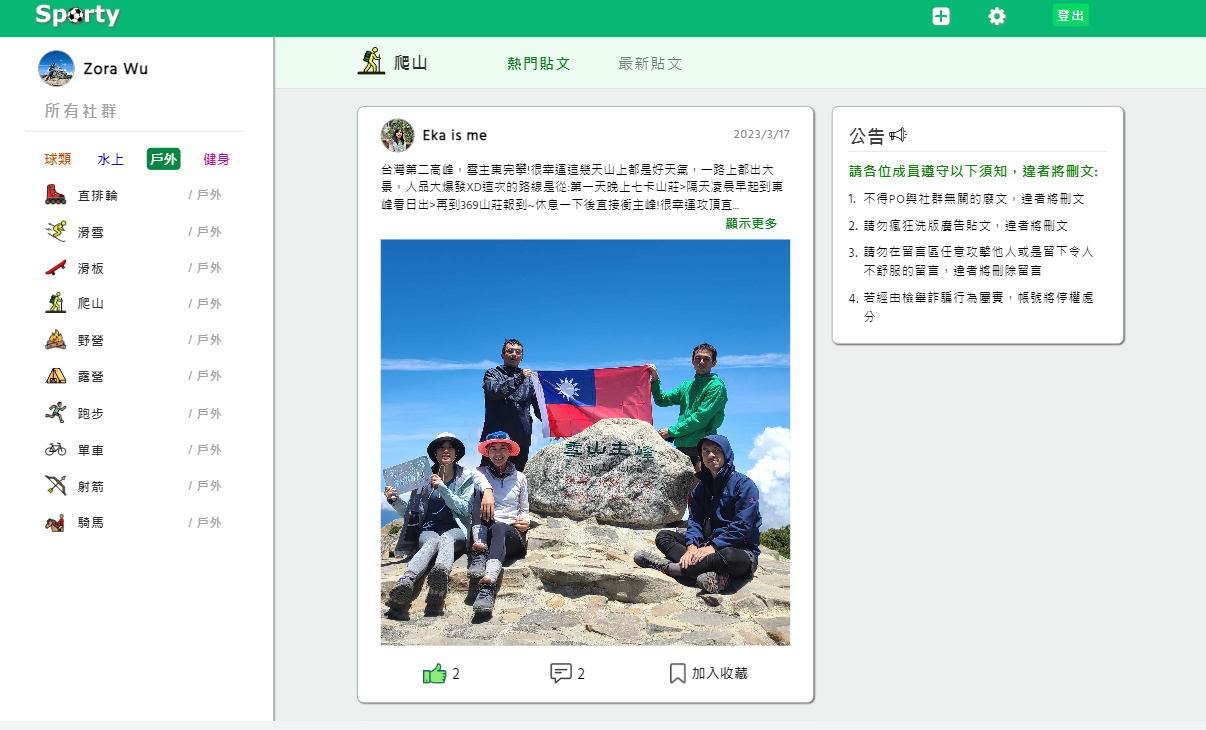 Sporty
登出
Zora Wu
所有社群
球類 水上 戶外 健身
直排輪 / 戶外
滑雪 / 戶外
滑板 / 戶外
爬山 / 戶外
野營 / 戶外
露營 / 戶外
跑步 / 戶外
單車 / 戶外
射箭 / 戶外
騎馬 / 戶外
爬山 熱門貼文 最新貼文
Eka is me 2023/3/17
台灣第二高峰，雪主東完攀!很幸運這幾天山上都是好天氣，一路上都出大
景，人品大爆發XD這次的路線是從:第一天晚上七卡山莊>隔天凌晨早起到東
峰看日出>再到369山莊報到~休息一下後直接衝主峰!很幸運攻頂直...
顯示更多
雪山主峰
2 2 加入收藏
公告
請各位成員遵守以下須知，違者將刪文:
1. 不得PO與社群無關的廢文，違者將刪文
2. 請勿瘋狂洗版廣告貼文，違者將刪文
3. 請勿在留言區任意攻擊他人或是留下令人
不舒服的留言，違者將刪除留言
4. 若經由檢舉詐騙行為屬實，帳號將停權處
分